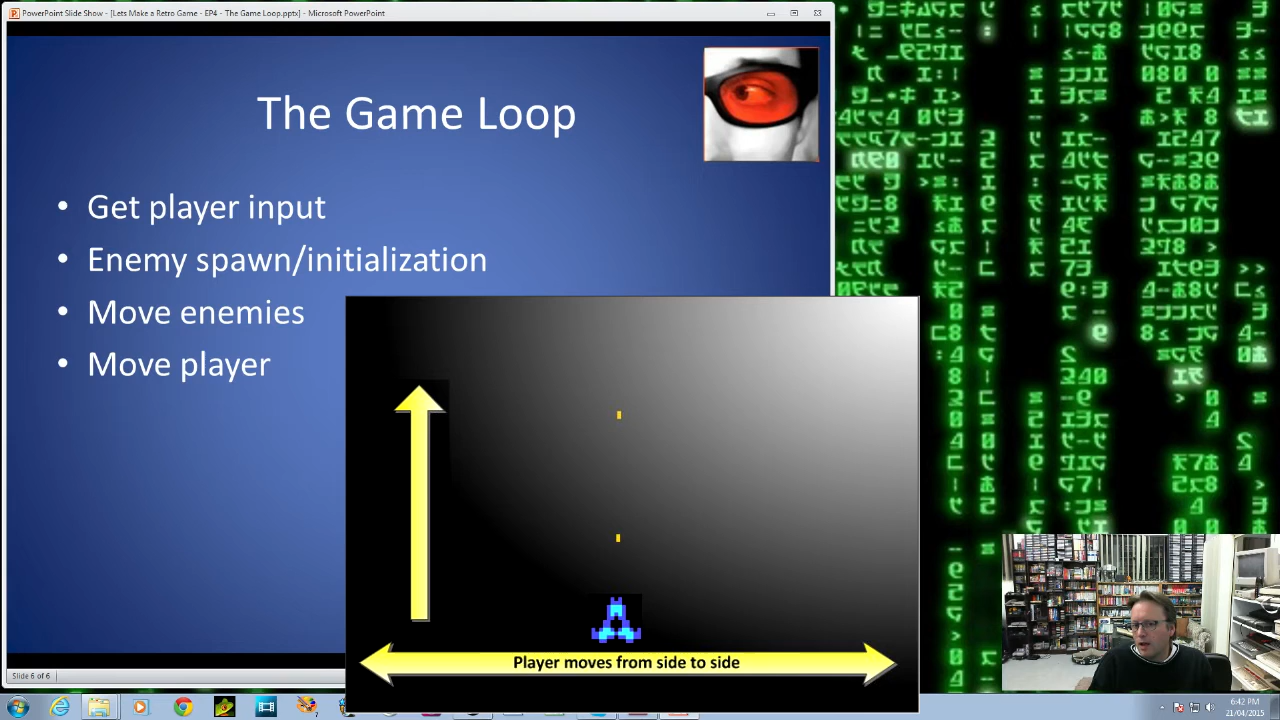 PowerPoint Slide Show - [Lets Make a Retro Game - EP4 - The Game Loop.pptx] - Microsoft PowerPoint
The Game Loop
• Get player input
• Enemy spawn/initialization
• Move enemies
• Move player
Player moves from side to side
Slide 6 of 6
6:42 PM
21/04/2015